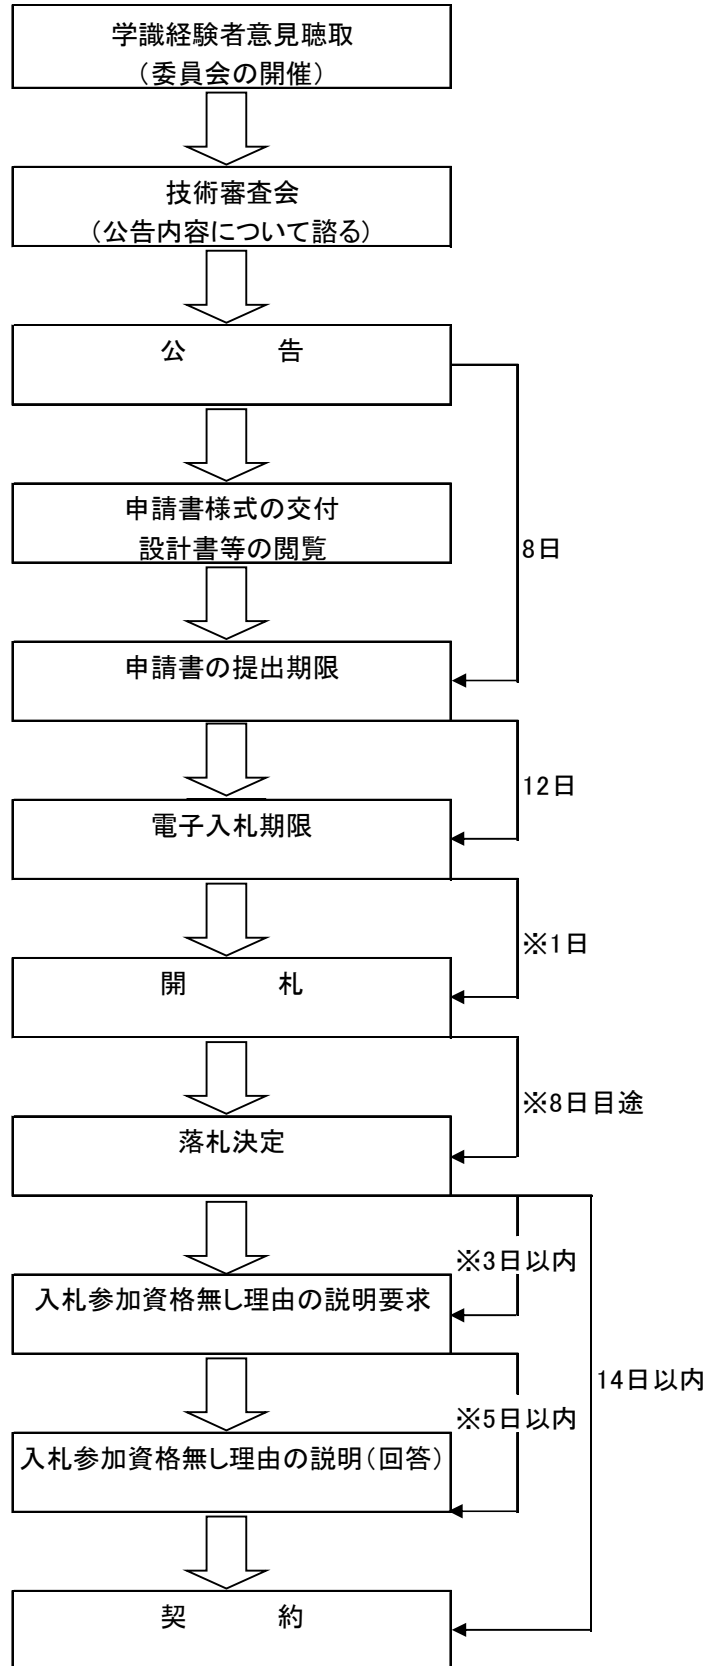 学識経験者意見聴取
（委員会の開催）
技術審査会
（公告内容について諮る）
公　　　告
8日
申請書様式の交付
設計書等の閲覧
申請書の提出期限
12日
電子入札期限
※1日
開　　　札
※8日目途
落札決定
※3日以内
入札参加資格無し理由の説明要求
14日以内
※5日以内
入札参加資格無し理由の説明（回答）
契　　　約